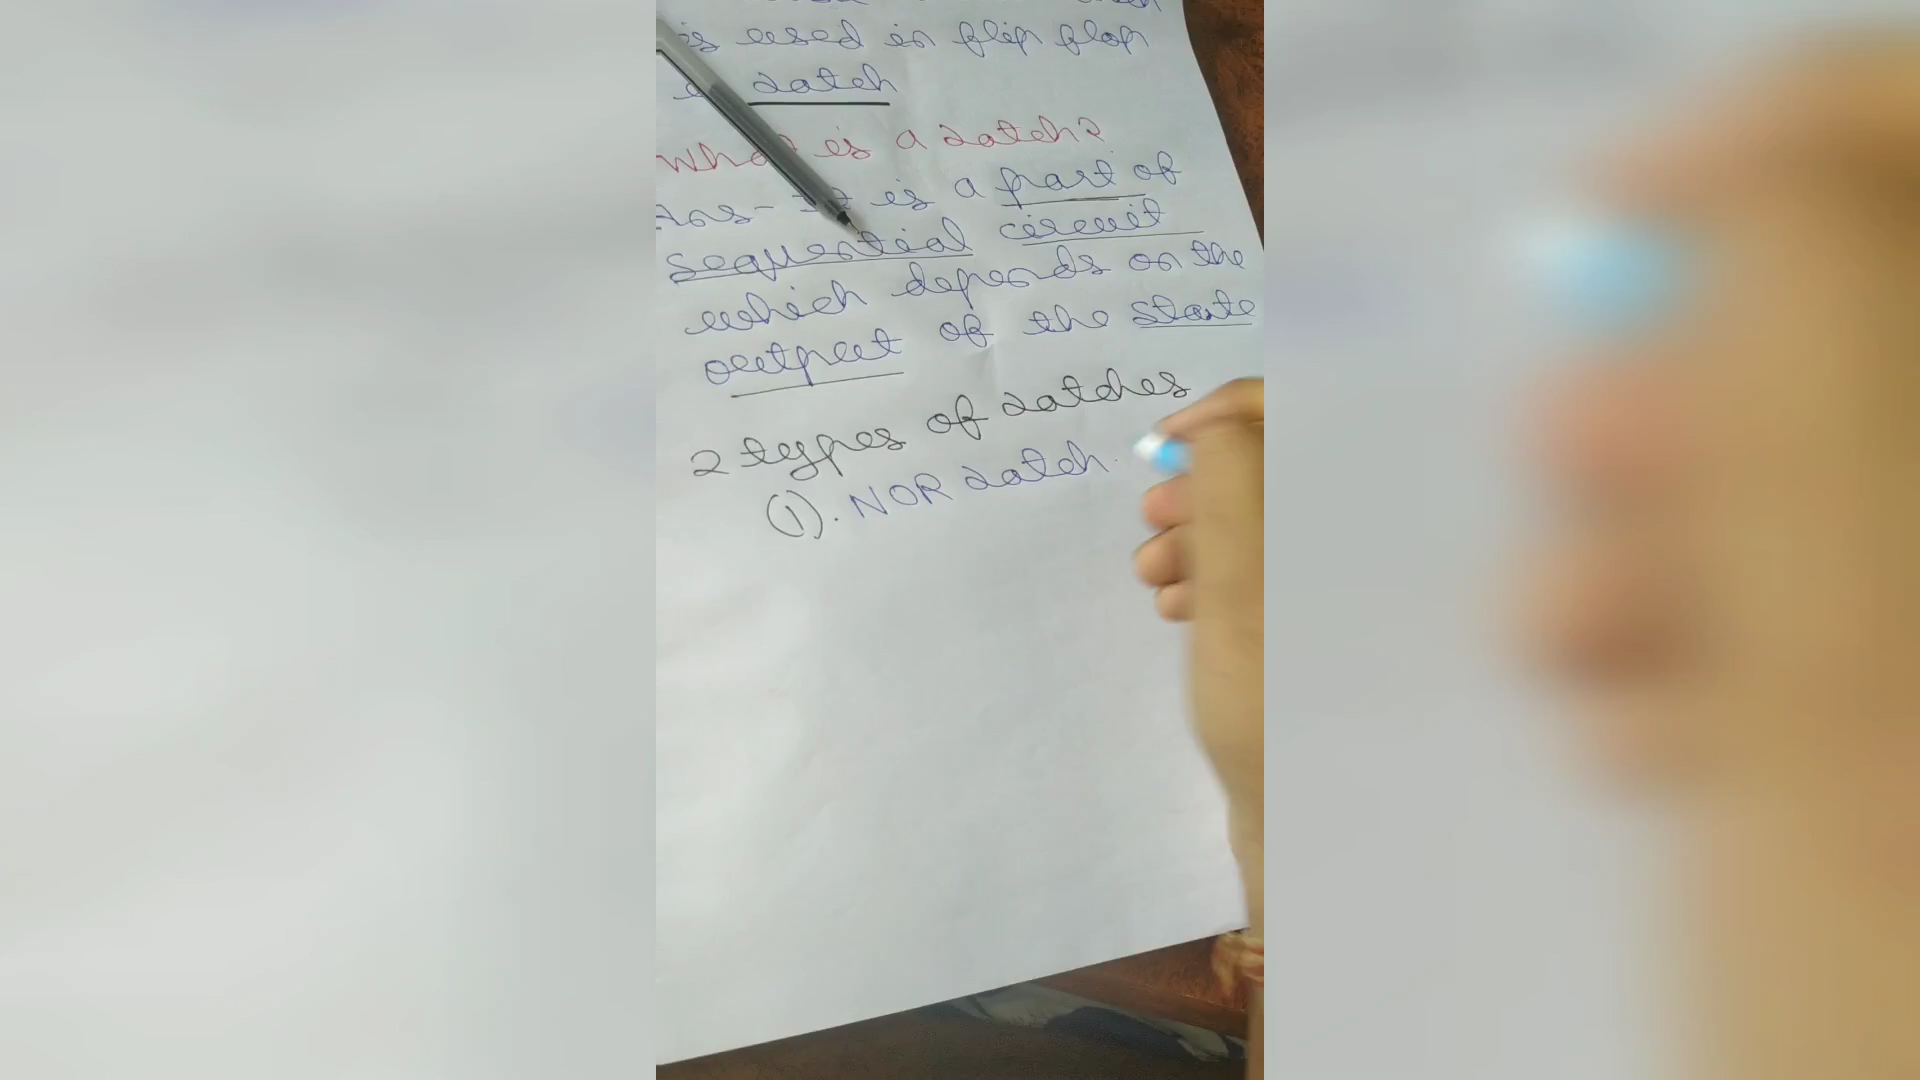 is used in flip flop
Latch
What is a Latch?
Ans- It is a part of
sequential circuit
which depends on the
output of the state
2 types of Latches
(1). NOR Latch.